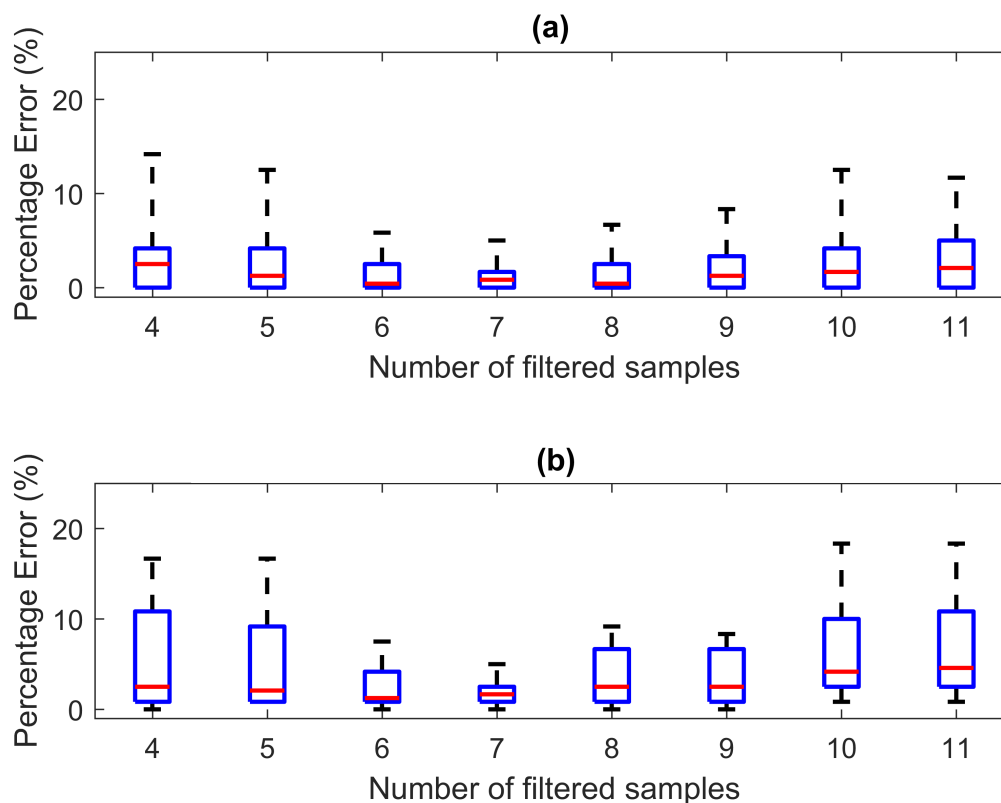 (a)
Percentage Error (%)
20
10
0
4 5 6 7 8 9 10 11
Number of filtered samples
(b)
Percentage Error (%)
20
10
0
4 5 6 7 8 9 10 11
Number of filtered samples